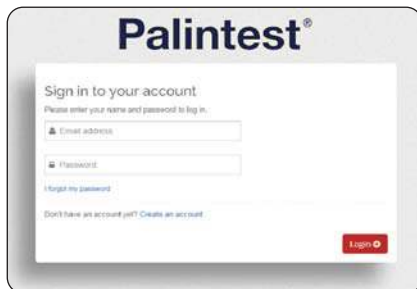 Palintest®
Sign in to your account
Please enter your name and password to log in.
Email address
Password
I forgot my password
Don't have an account yet? Create an account
Login